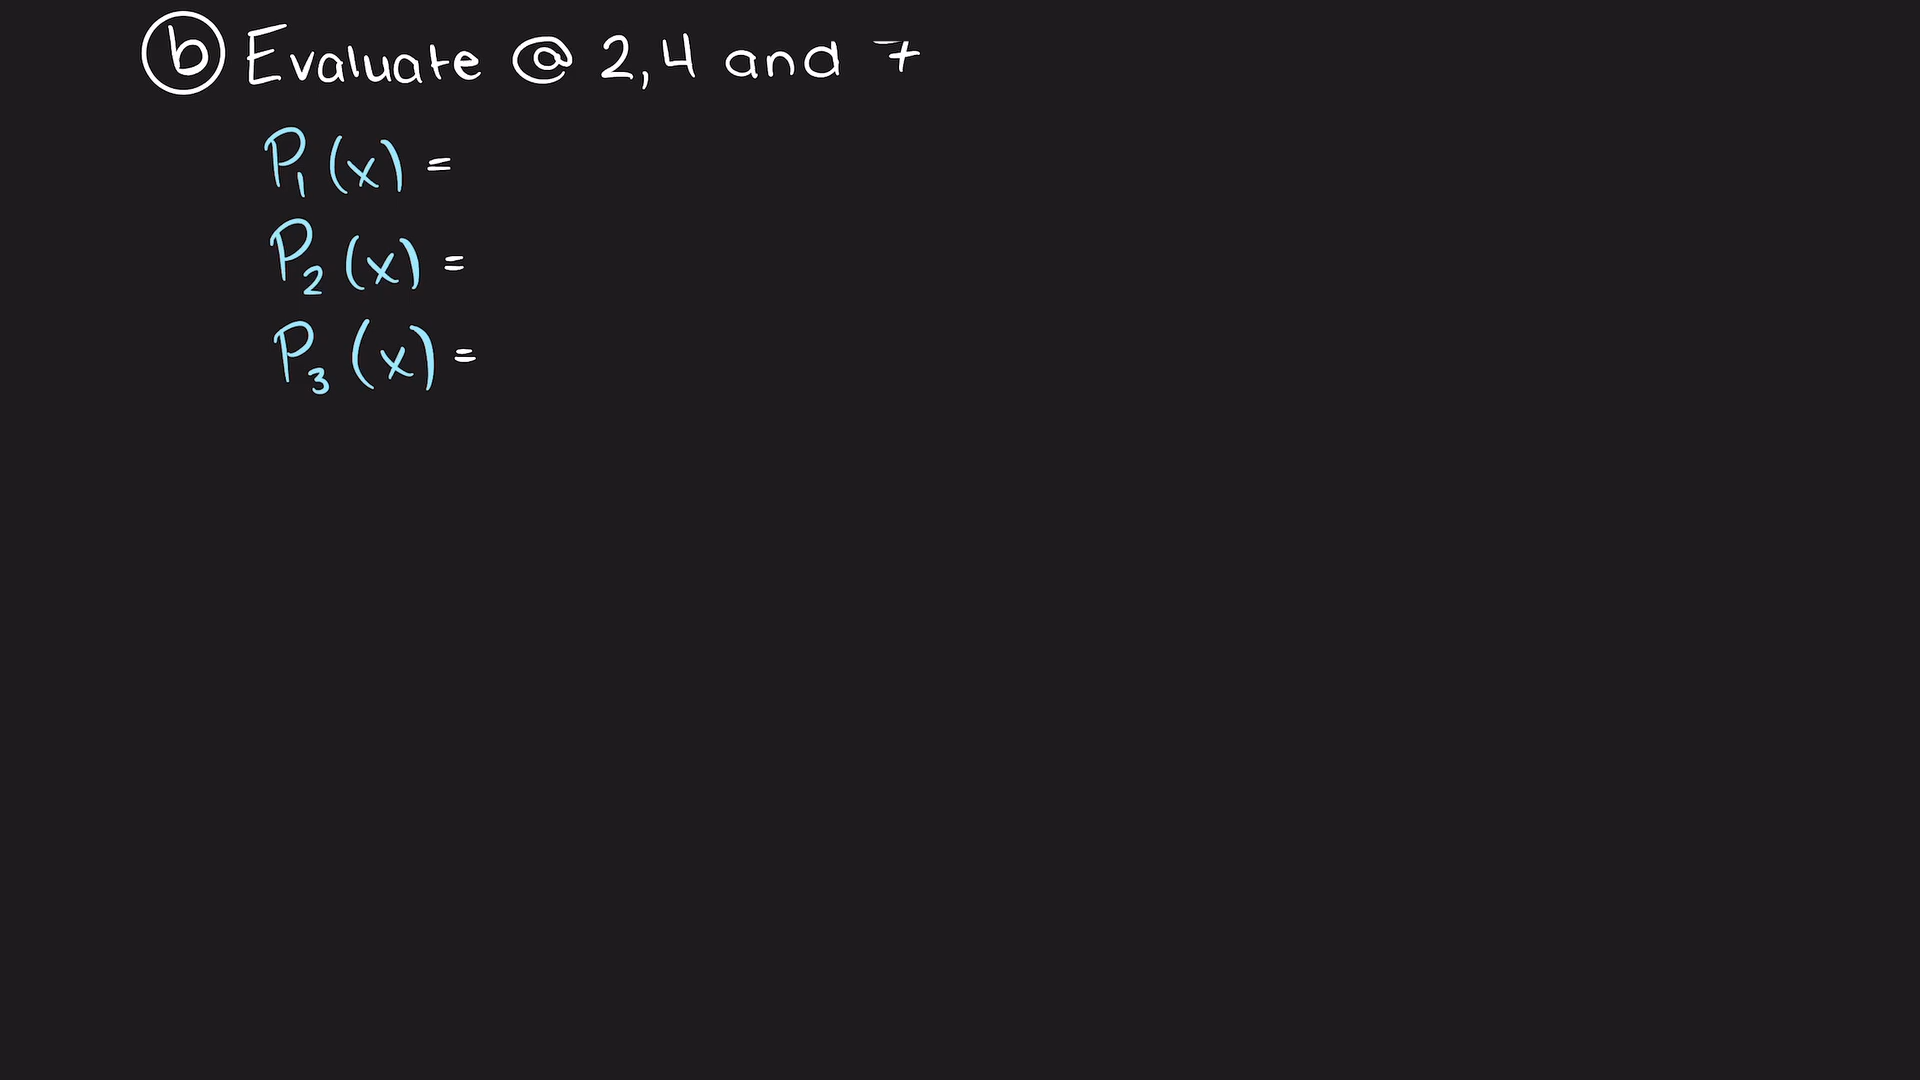 b Evaluate @ 2, 4 and 7
P₁(x) =
P₂(x) =
P₃(x) =